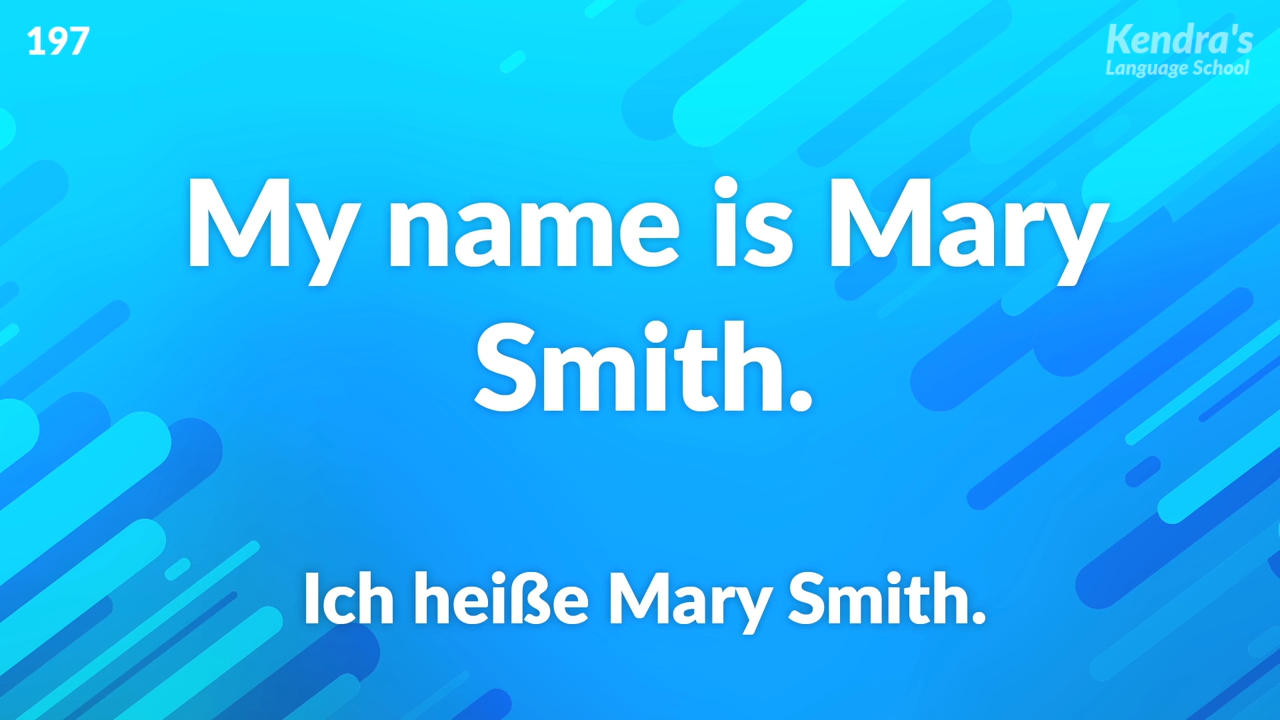 197
Kendra's
Language School
My name is Mary
Smith.
Ich heiße Mary Smith.